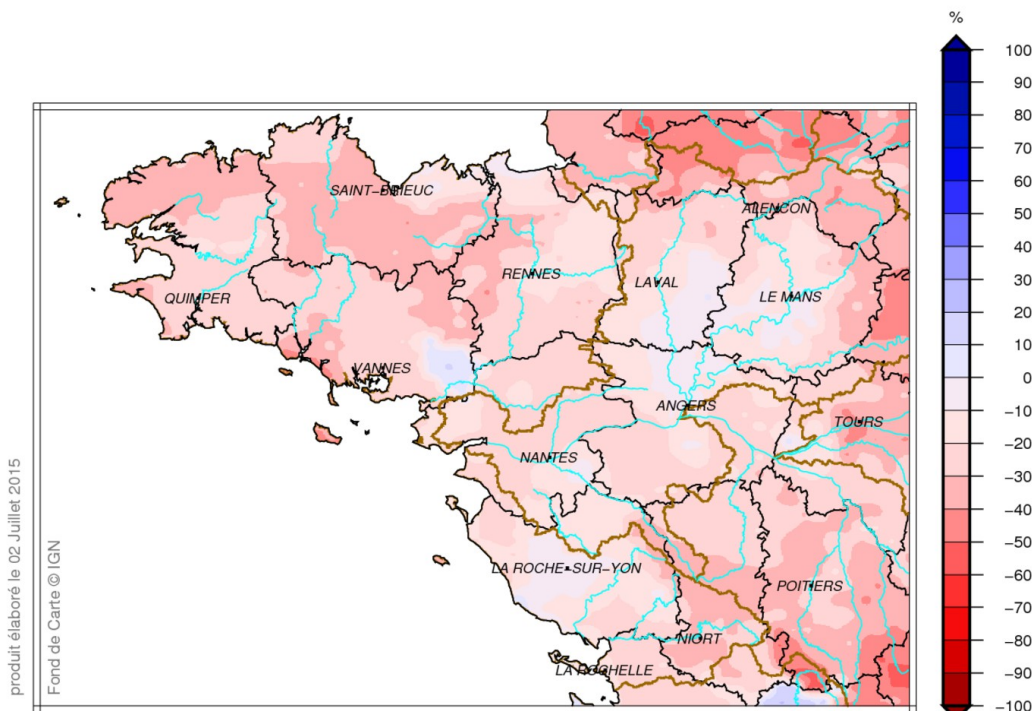 %
100
90
80
70
60
50
40
30
20
10
0
−10
−20
−30
−40
−50
−60
−70
−80
−90
−100
SAINT−BRIEUC
ALENCON
RENNES
LAVAL
QUIMPER
LE MANS
VANNES
ANGERS
TOURS
NANTES
LA ROCHE−SUR−YON
POITIERS
NIORT
LA ROCHELLE
produit élaboré le 02 Juillet 2015
Fond de Carte © IGN